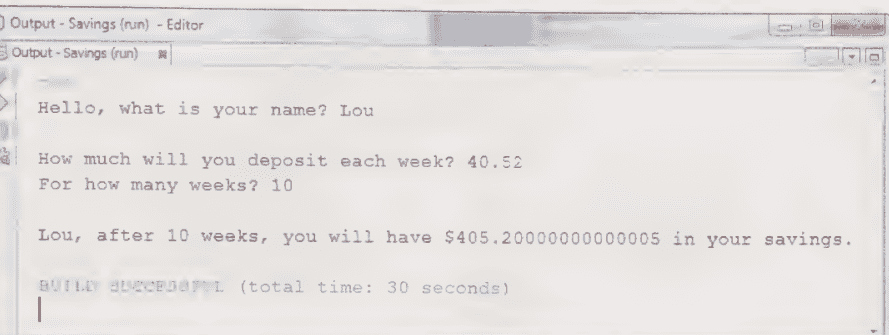 Output - Savings (run) - Editor
Output - Savings (run)
Hello, what is your name? Lou
How much will you deposit each week? 40.52
For how many weeks? 10
Lou, after 10 weeks, you will have $405.20000000000005 in your savings.
BUILD SUCCESSFUL (total time: 30 seconds)